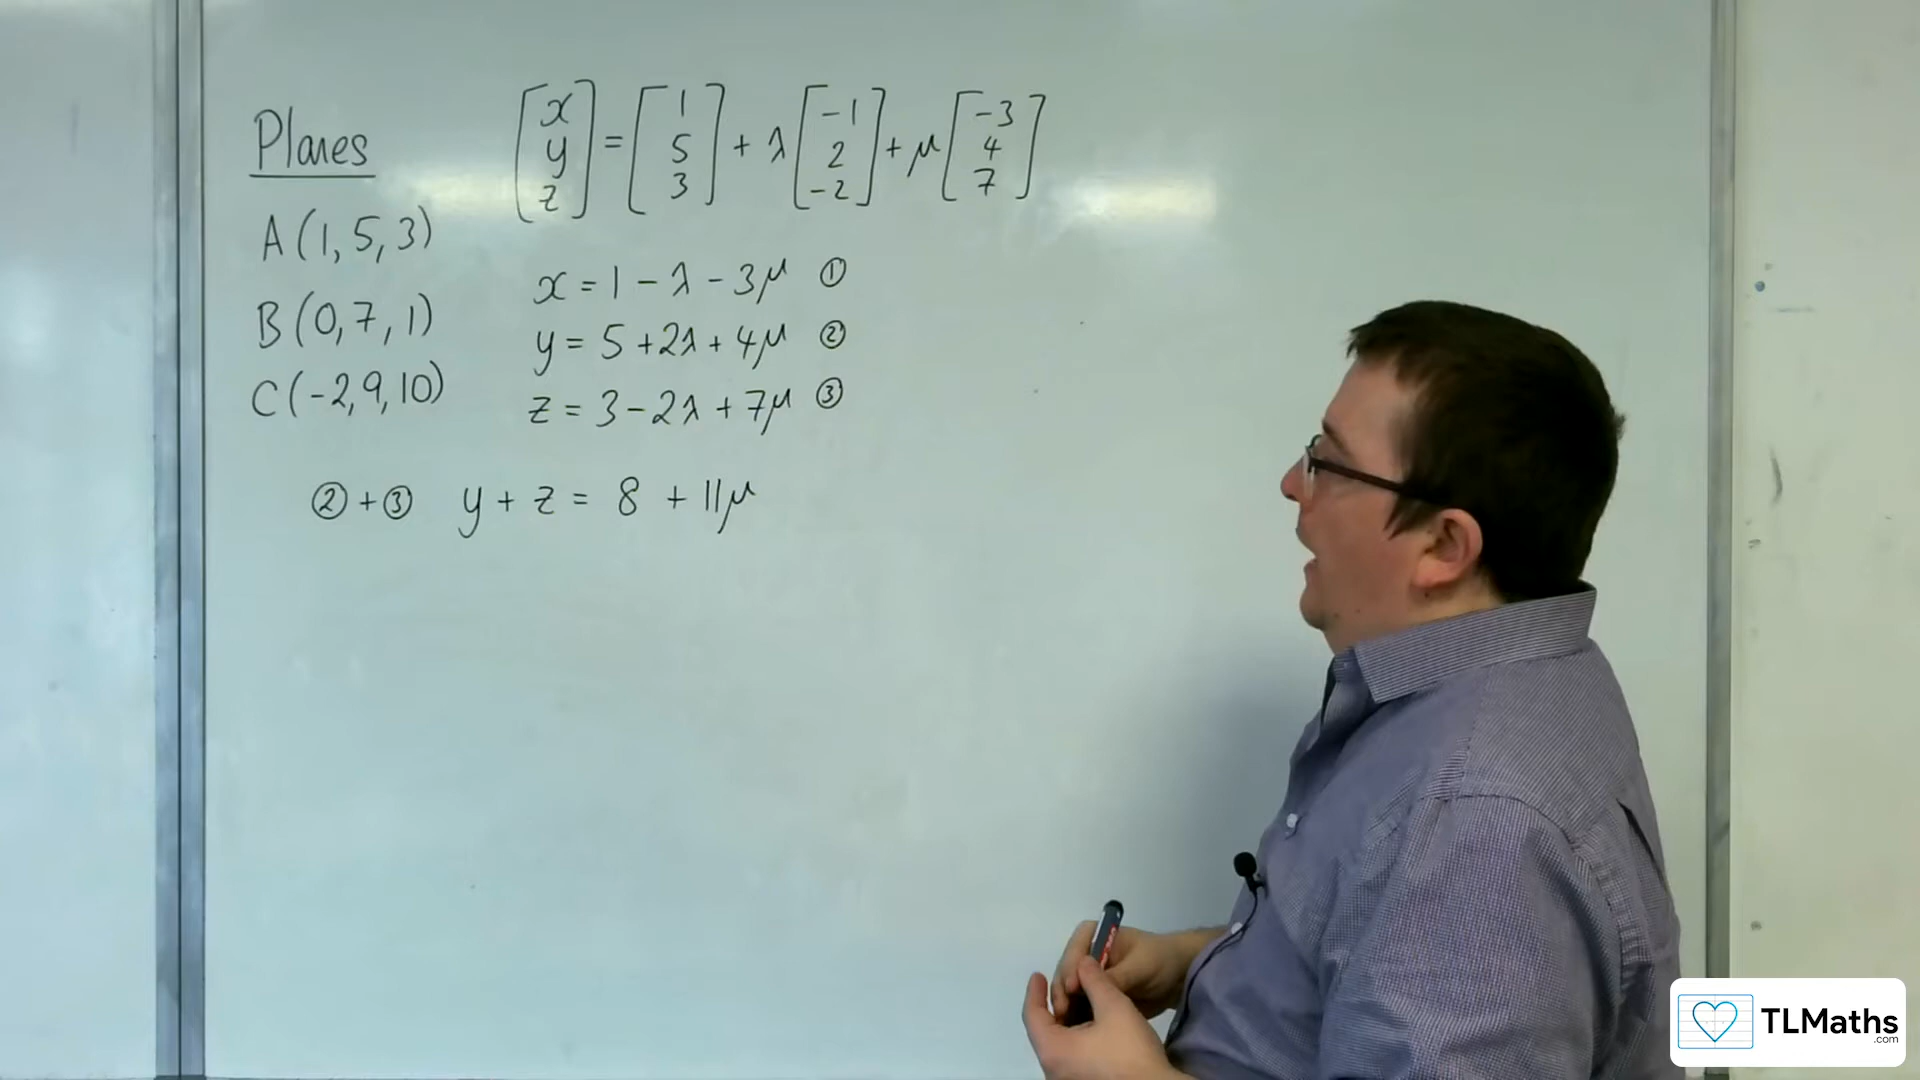 Planes
[x y z] = [1 5 3] + λ[-1 2 -2] + μ[-3 4 7]
A(1, 5, 3)
B(0, 7, 1)
C(-2, 9, 10)
x = 1 - λ - 3μ ①
y = 5 + 2λ + 4μ ②
z = 3 - 2λ + 7μ ③
② + ③ y + z = 8 + 11μ
TLMaths
.com